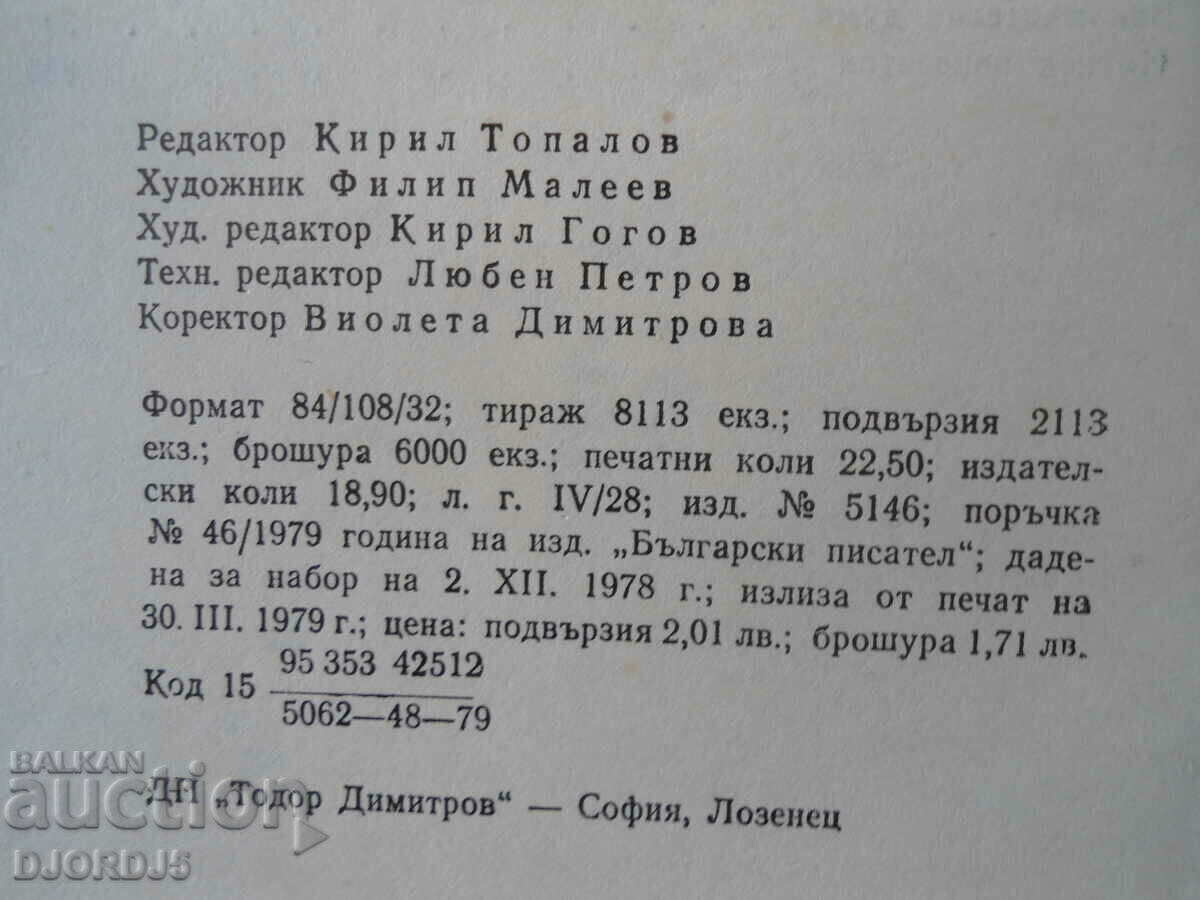 Редактор Кирил Топалов
Художник Филип Малеев
Худ. редактор Кирил Гогов
Техн. редактор Любен Петров
Коректор Виолета Димитрова
Формат 84/108/32; тираж 8113 екз.; подвързия 2113
екз.; брошура 6000 екз.; печатни коли 22,50; издател-
ски коли 18,90; л. г. IV/28; изд. № 5146; поръчка
№ 46/1979 година на изд. „Български писател“; даде-
на за набор на 2. XII. 1978 г.; излиза от печат на
30. III. 1979 г.; цена: подвързия 2,01 лв.; брошура 1,71 лв.
95 353 42512
Код 15
5062—48—79
ДП „Тодор Димитров“ — София, Лозенец
BALKAN
auction
DJORDJ5